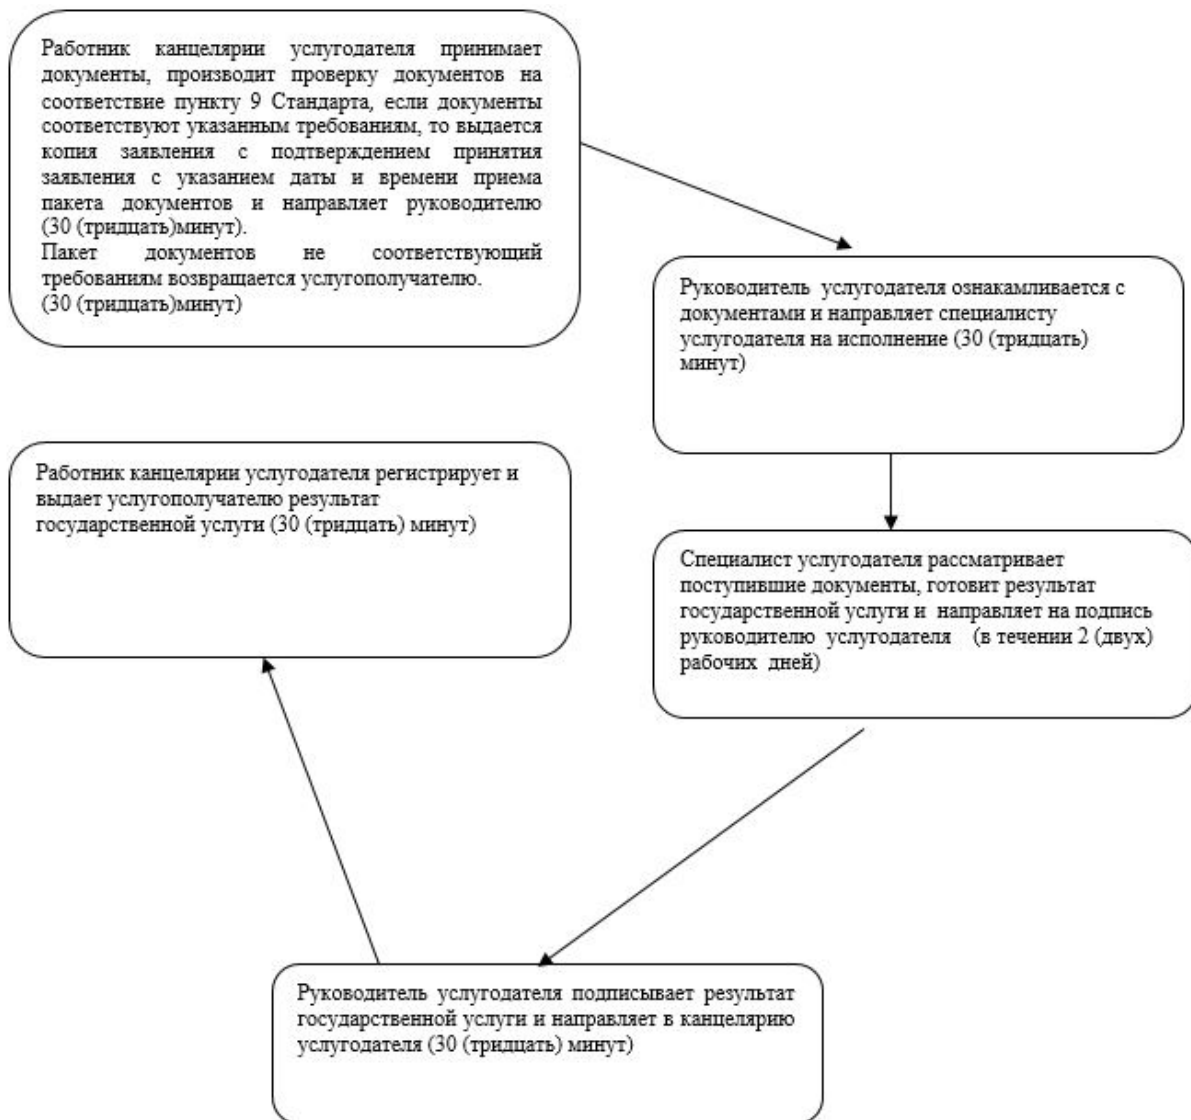 Работник канцелярии услугодателя принимает
документы, производит проверку документов на
соответствие пункту 9 Стандарта, если документы
соответствуют указанным требованиям, то выдается
копия заявления с подтверждением принятия
заявления с указанием даты и времени приема
пакета документов и направляет руководителю
(30 (тридцать)минут).
Пакет документов не соответствующий
требованиям возвращается услугополучателю.
(30 (тридцать)минут)
Руководитель услугодателя ознакамливается с
документами и направляет специалисту
услугодателя на исполнение (30 (тридцать)
минут)
Специалист услугодателя рассматривает
поступившие документы, готовит результат
государственной услуги и направляет на подпись
руководителю услугодателя (в течении 2 (двух)
рабочих дней)
Руководитель услугодателя подписывает результат
государственной услуги и направляет в канцелярию
услугодателя (30 (тридцать) минут)
Работник канцелярии услугодателя регистрирует и
выдает услугополучателю результат
государственной услуги (30 (тридцать) минут)